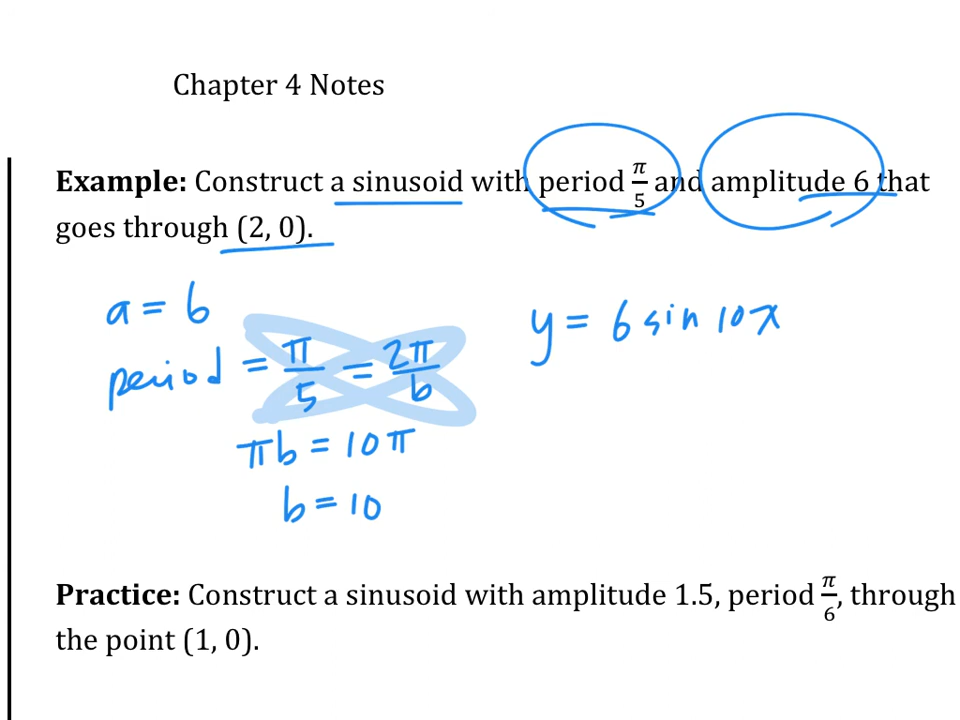 Chapter 4 Notes
Example: Construct a sinusoid with period π/5 and amplitude 6 that
goes through (2, 0).
a = 6
y = 6 sin 10x
period = π/5 = 2π/b
πb = 10π
b = 10
Practice: Construct a sinusoid with amplitude 1.5, period π/6, through
the point (1, 0).